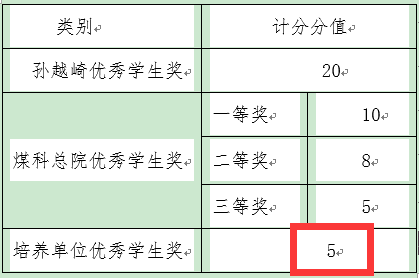 类别 计分分值
孙越崎优秀学生奖 20
煤科总院优秀学生奖 一等奖 10
二等奖 8
三等奖 5
培养单位优秀学生奖 5